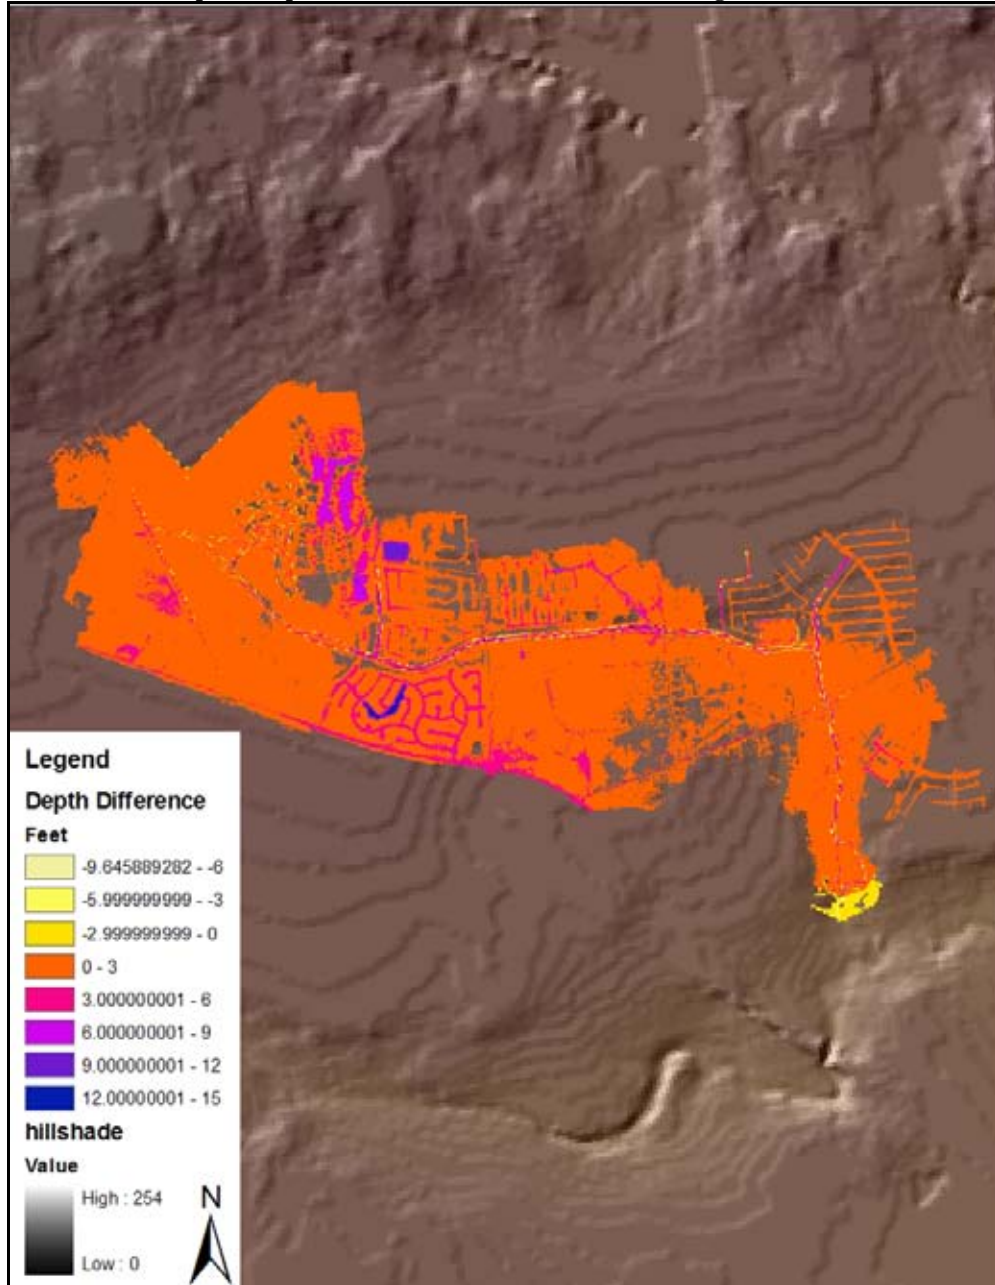 Legend
Depth Difference
Feet
-9.645889282 - -6
-5.999999999 - -3
-2.999999999 - 0
0 - 3
3.000000001 - 6
6.000000001 - 9
9.000000001 - 12
12.00000001 - 15
hillshade
Value
High : 254
N
Low : 0